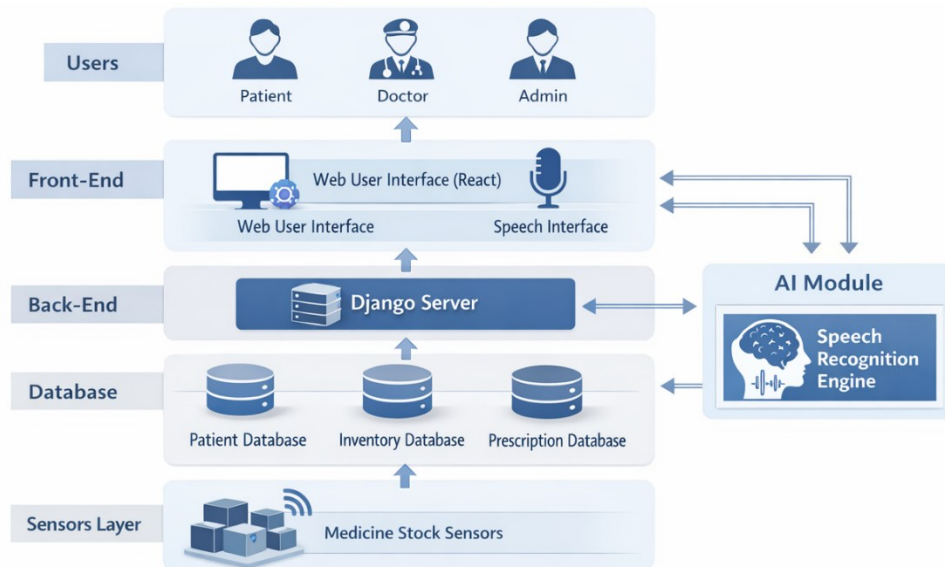 Users
Patient
Doctor
Admin
Front-End
Web User Interface (React)
Web User Interface
Speech Interface
Back-End
Django Server
AI Module
Speech
Recognition
Engine
Database
Patient Database
Inventory Database
Prescription Database
Sensors Layer
Medicine Stock Sensors